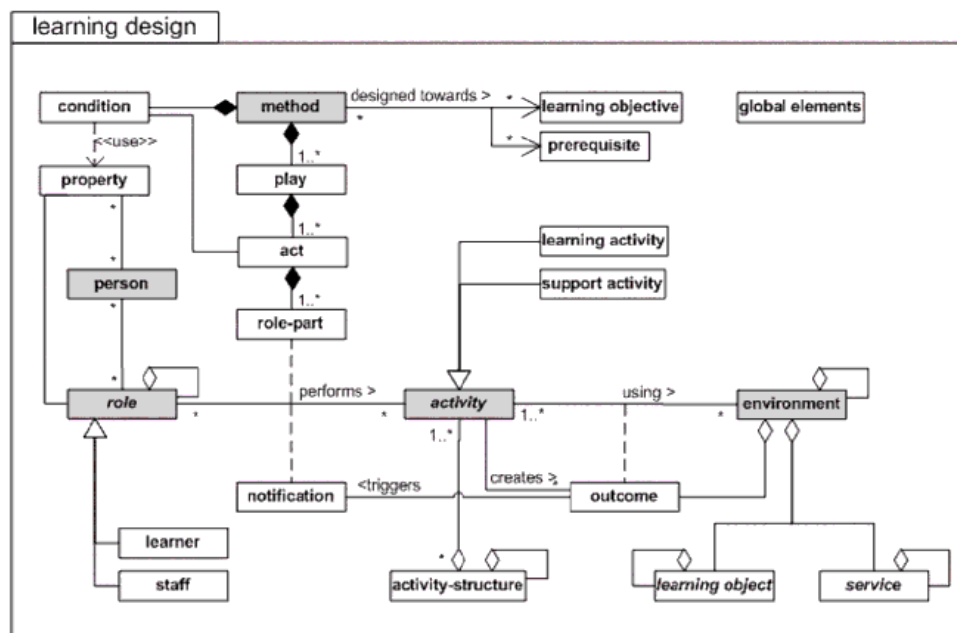 learning design
condition
method
designed towards >
*
*
learning objective
global elements
<<use>>
*
prerequisite
1..*
property
play
*
1..*
learning activity
act
*
support activity
person
*
1..*
role-part
*
performs >
using >
role
*
*
activity
1..*
*
environment
1..*
creates >
*
notification
<triggers
outcome
learner
*
staff
activity-structure
learning object
service